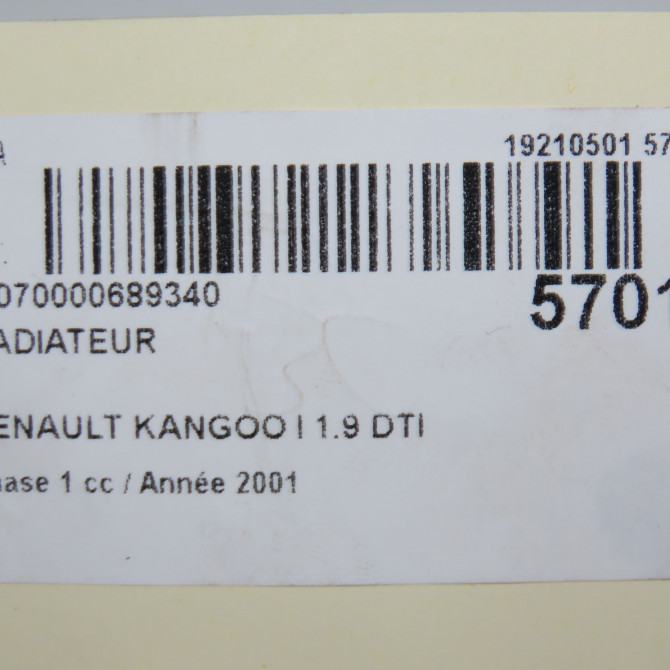 A 19210501 57
070000689340 5701
ADIATEUR
ENAULT KANGOO I 1.9 DTI
hase 1 cc / Année 2001